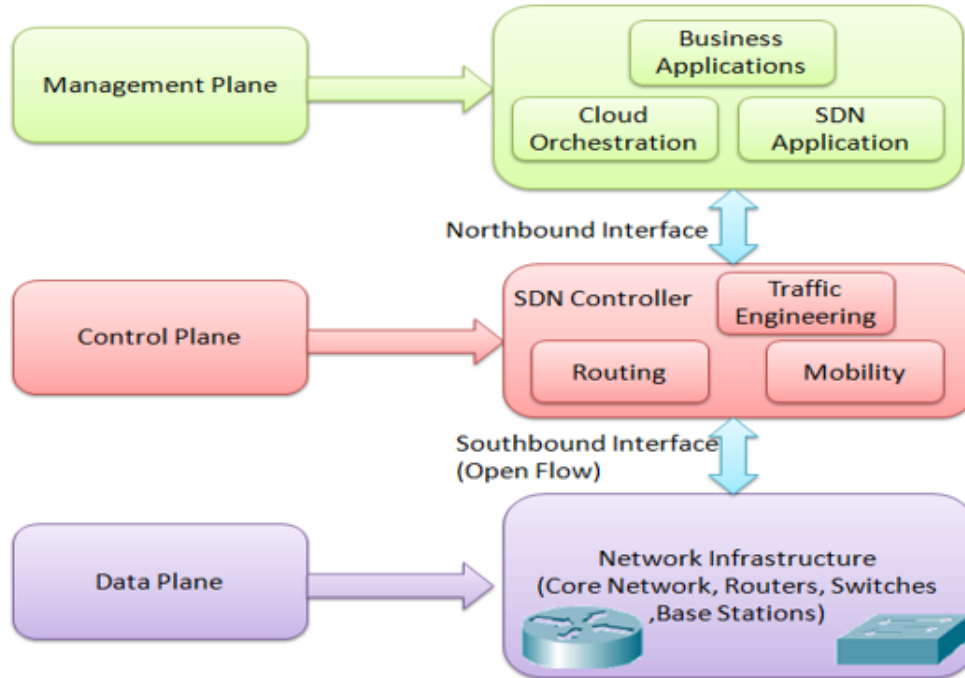 Management Plane
Business
Applications
Cloud
Orchestration
SDN
Application
Northbound Interface
Control Plane
SDN Controller
Traffic
Engineering
Routing
Mobility
Southbound Interface
(Open Flow)
Data Plane
Network Infrastructure
(Core Network, Routers, Switches
,Base Stations)